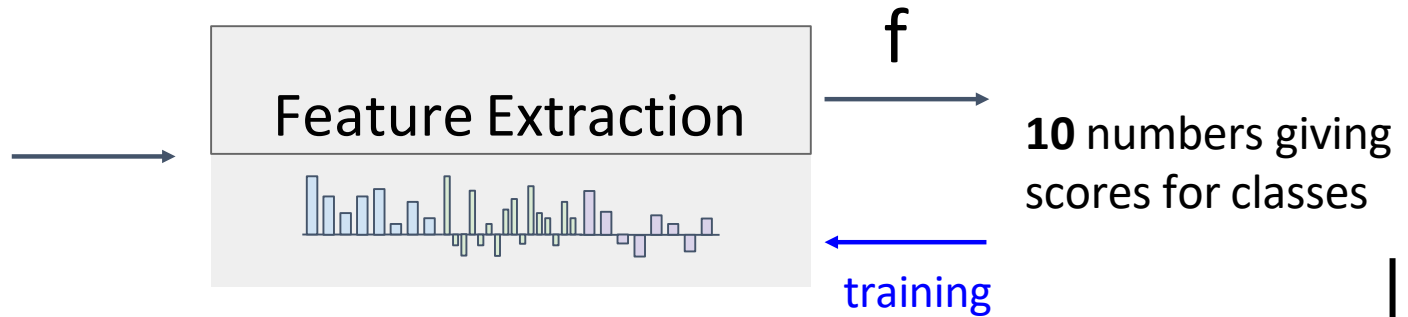 f
Feature Extraction
10 numbers giving
scores for classes
training